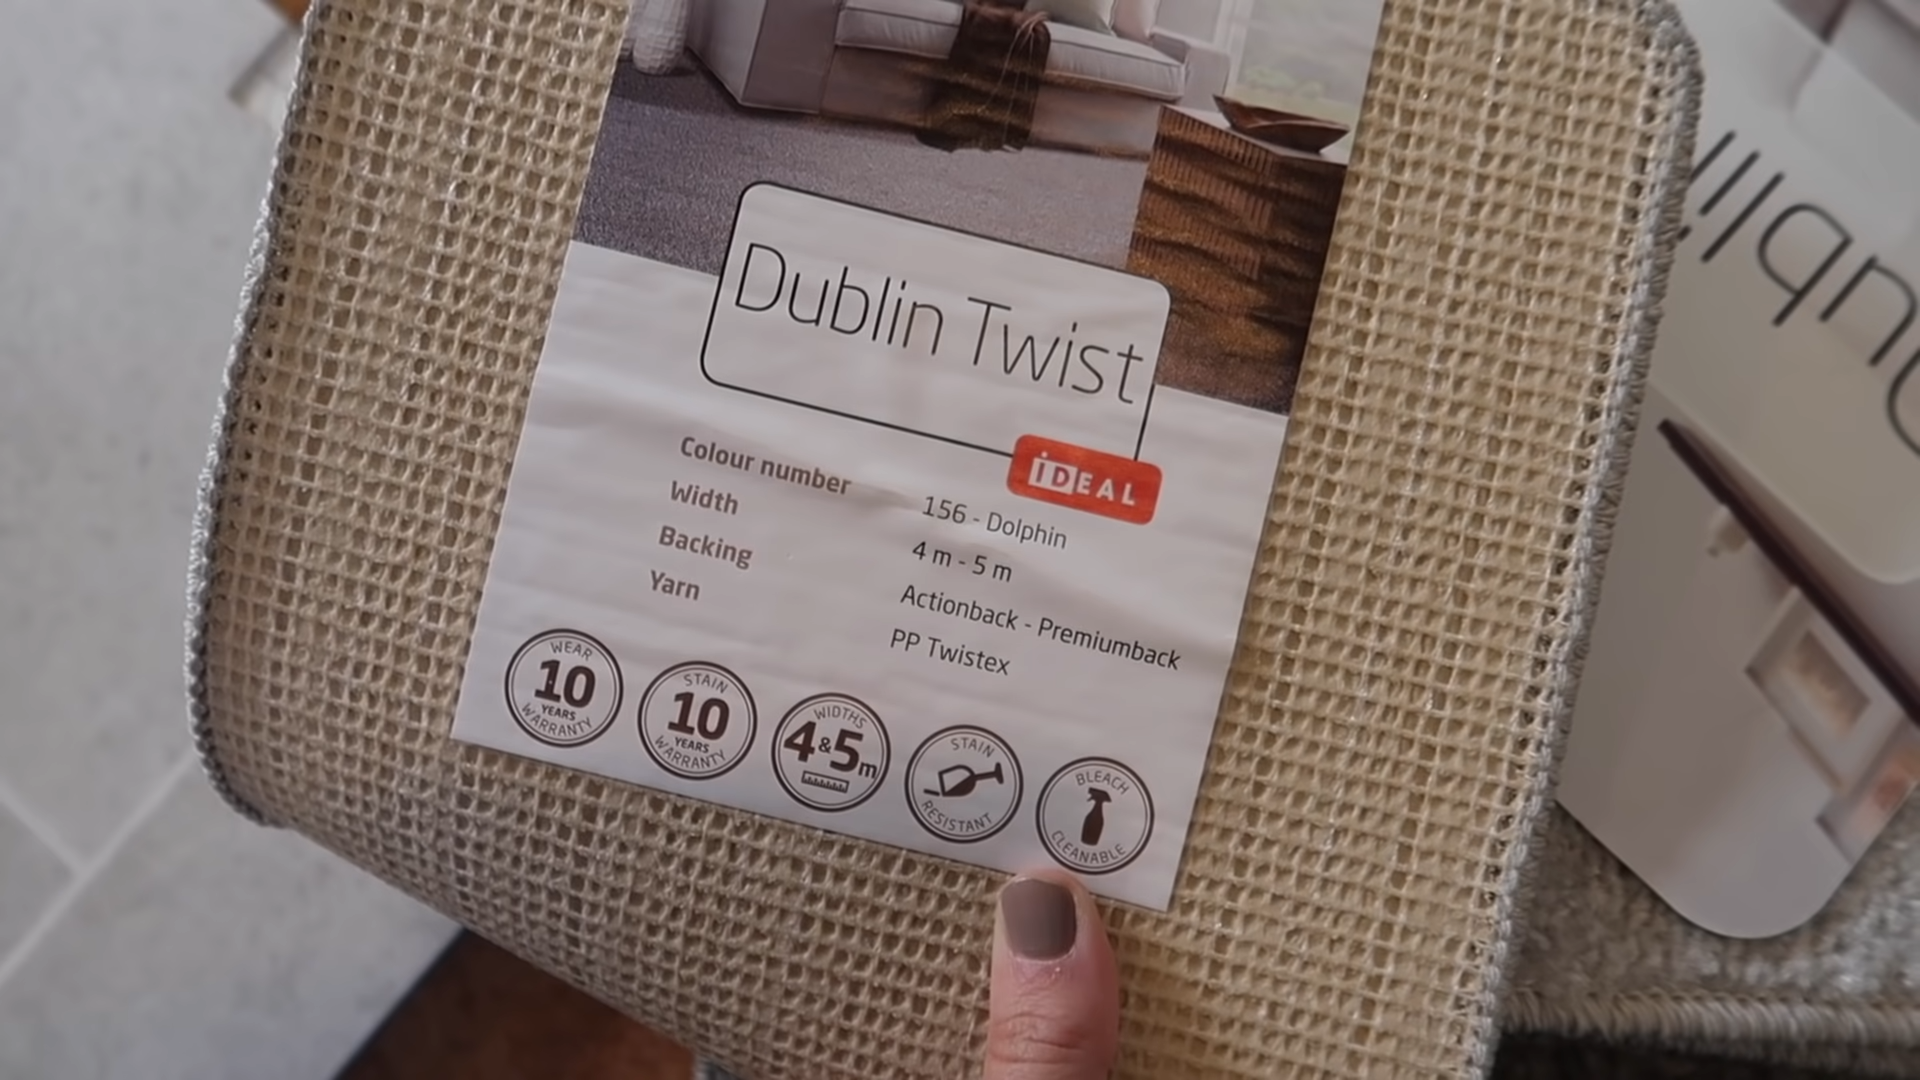 Dublin Twist
iDEAL
Colour number 156 - Dolphin
Width 4 m - 5 m
Backing Actionback - Premiumback
Yarn PP Twistex
WEAR
10
YEARS
WARRANTY
STAIN
10
YEARS
WARRANTY
WIDTHS
4&5m
STAIN
RESISTANT
BLEACH
CLEANABLE